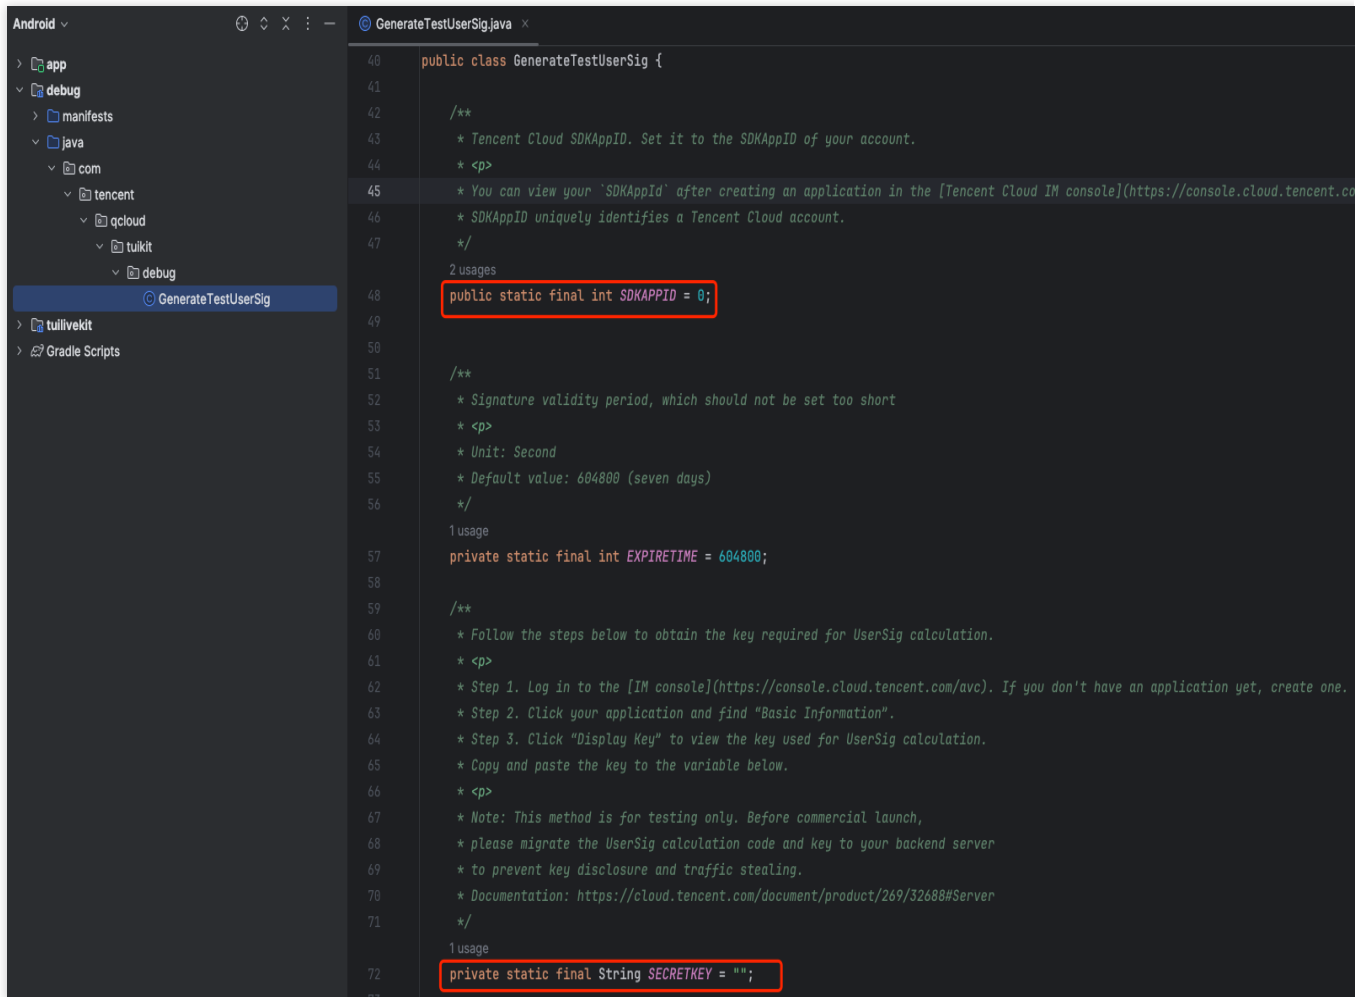 Android
GenerateTestUserSig.java
app
debug
manifests
java
com
tencent
qcloud
tuikit
debug
GenerateTestUserSig
tuilivekit
Gradle Scripts
40 public class GenerateTestUserSig {
41
42 /**
43 * Tencent Cloud SDKAppID. Set it to the SDKAppID of your account.
44 * <p>
45 * You can view your `SDKAppId` after creating an application in the [Tencent Cloud IM console](https://console.cloud.tencent.co
46 * SDKAppID uniquely identifies a Tencent Cloud account.
47 */
2 usages
48 public static final int SDKAPPID = 0;
49
50
51 /**
52 * Signature validity period, which should not be set too short
53 * <p>
54 * Unit: Second
55 * Default value: 604800 (seven days)
56 */
1 usage
57 private static final int EXPIRETIME = 604800;
58
59 /**
60 * Follow the steps below to obtain the key required for UserSig calculation.
61 * <p>
62 * Step 1. Log in to the [IM console](https://console.cloud.tencent.com/avc). If you don't have an application yet, create one.
63 * Step 2. Click your application and find "Basic Information".
64 * Step 3. Click "Display Key" to view the key used for UserSig calculation.
65 * Copy and paste the key to the variable below.
66 * <p>
67 * Note: This method is for testing only. Before commercial launch,
68 * please migrate the UserSig calculation code and key to your backend server
69 * to prevent key disclosure and traffic stealing.
70 * Documentation: https://cloud.tencent.com/document/product/269/32688#Server
71 */
1 usage
72 private static final String SECRETKEY = "";